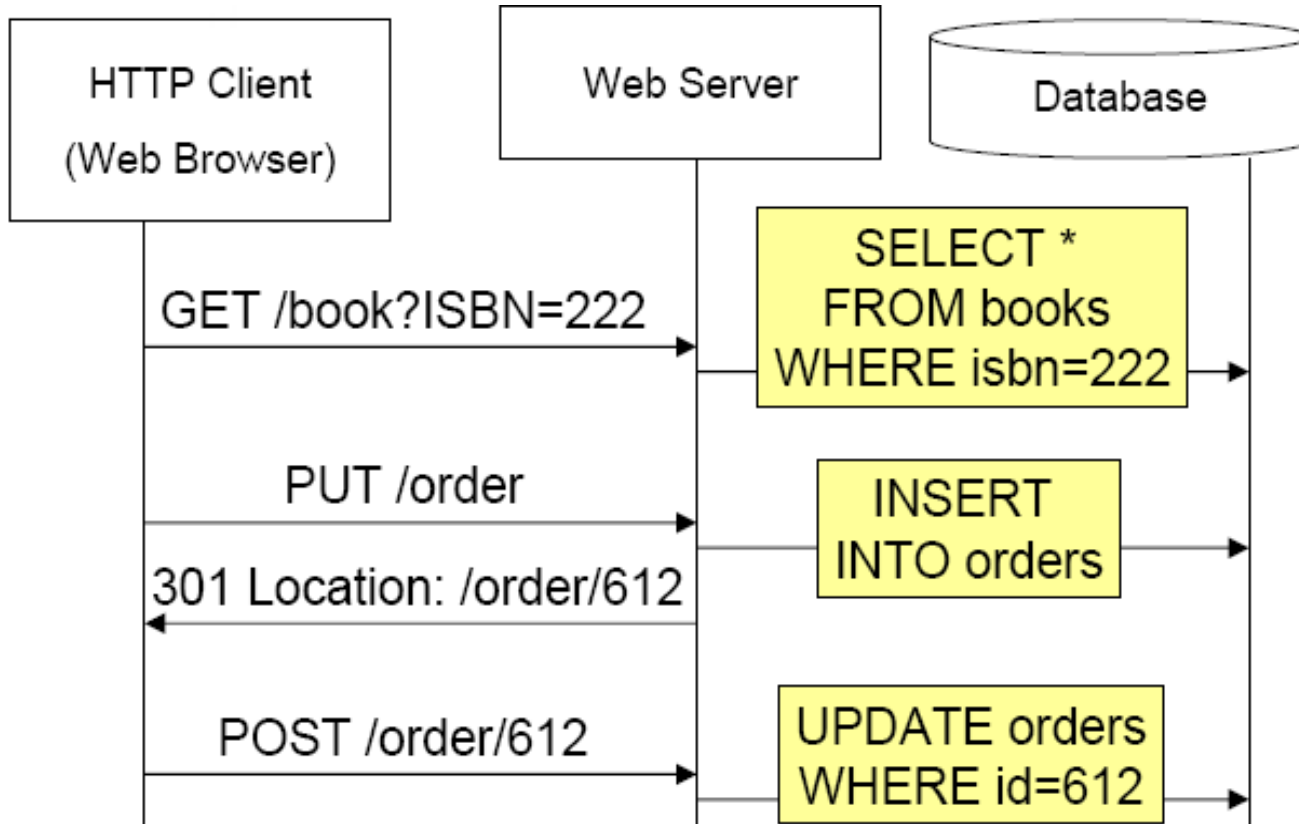 HTTP Client
(Web Browser)
Web Server
Database
GET /book?ISBN=222
SELECT *
FROM books
WHERE isbn=222
PUT /order
INSERT
INTO orders
301 Location: /order/612
POST /order/612
UPDATE orders
WHERE id=612